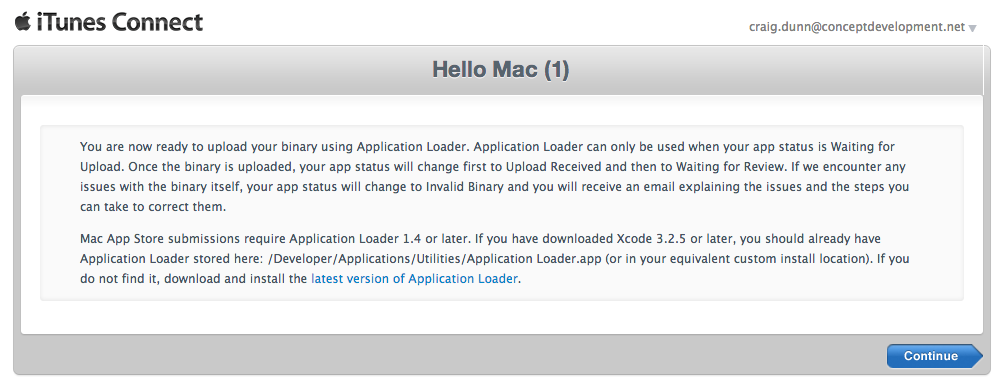 iTunes Connect
craig.dunn@conceptdevelopment.net
Hello Mac (1)
You are now ready to upload your binary using Application Loader. Application Loader can only be used when your app status is Waiting for
Upload. Once the binary is uploaded, your app status will change first to Upload Received and then to Waiting for Review. If we encounter any
issues with the binary itself, your app status will change to Invalid Binary and you will receive an email explaining the issues and the steps you
can take to correct them.
Mac App Store submissions require Application Loader 1.4 or later. If you have downloaded Xcode 3.2.5 or later, you should already have
Application Loader stored here: /Developer/Applications/Utilities/Application Loader.app (or in your equivalent custom install location). If you
do not find it, download and install the latest version of Application Loader.
Continue